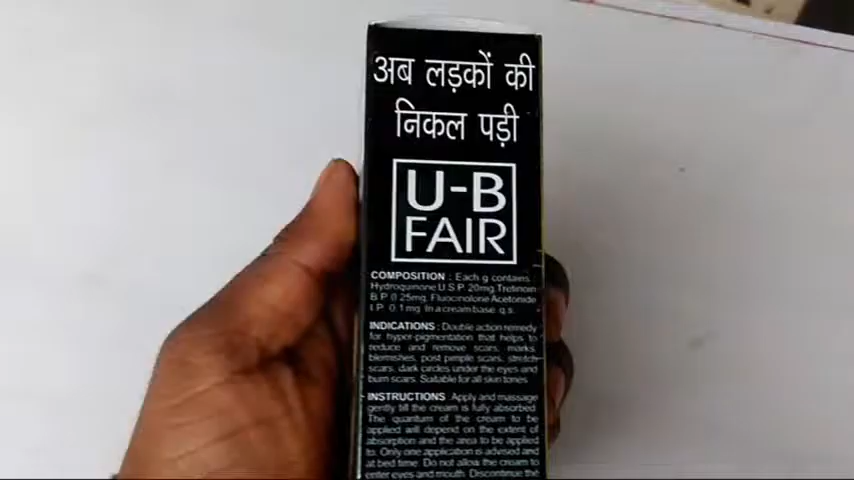 अब लड़कों की
निकल पड़ी
U-B
FAIR
COMPOSITION : Each g contains:
Hydroquinone U.S.P. 20mg, Tretinoin
B.P. 0.25mg, Fluocinolone Acetonide
I.P. 0.1 mg. In a cream base q.s.
INDICATIONS : Double action remedy
for hyper-pigmentation that helps to
reduce and remove scars, marks,
blemishes, post pimple scars, stretch
scars, dark circles under the eyes and
burn scars. Suitable for all skin tones.
INSTRUCTIONS : Apply and massage
gently till the cream is fully absorbed.
The quantum of the cream to be
applied will depend on the extent of
absorption and the area to be applied
to. Only one application is advised and
at bed time. Do not allow the cream to
enter eyes and mouth. Discontinue the